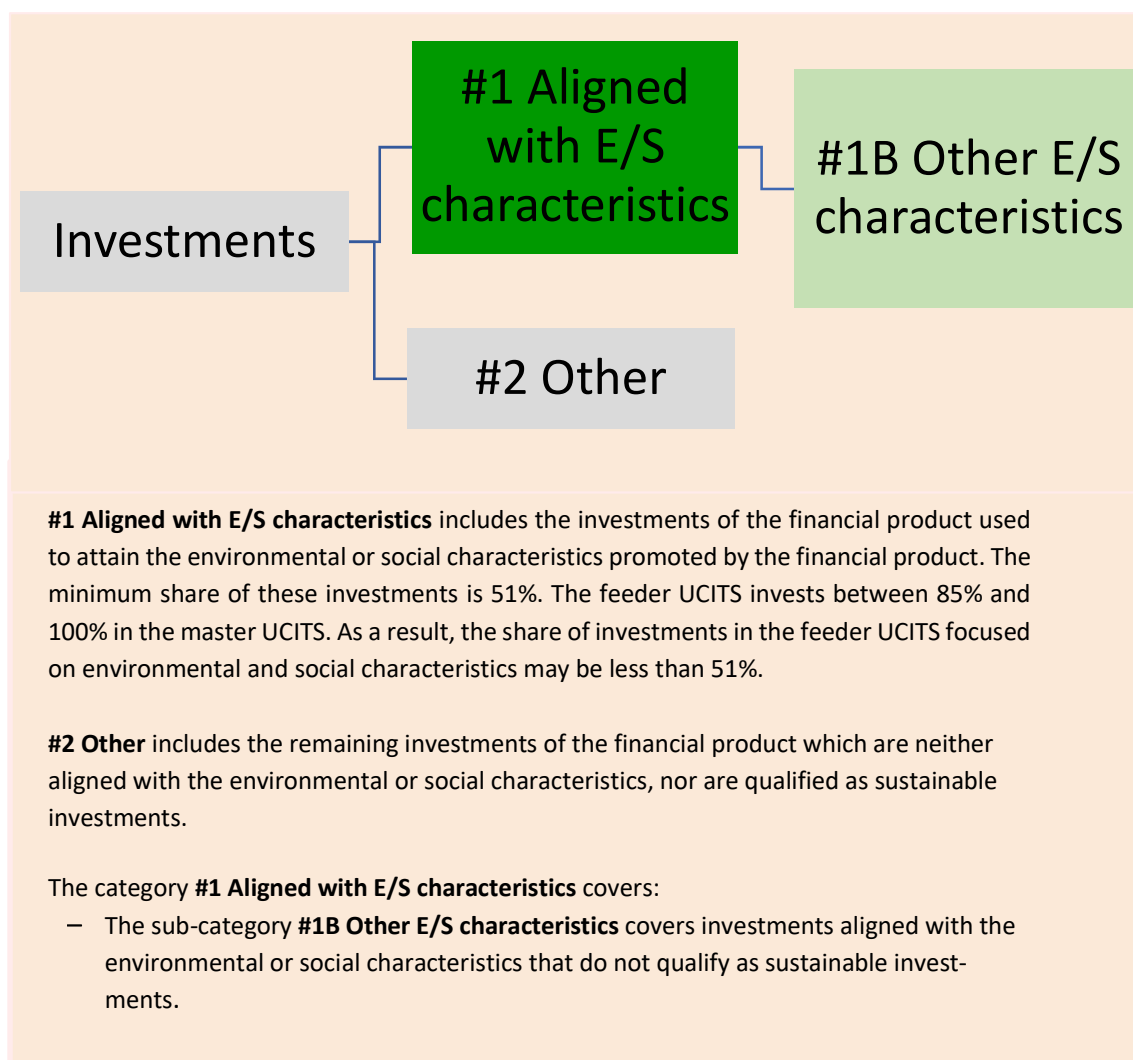 #1 Aligned
with E/S
characteristics
#1B Other E/S
characteristics
Investments
#2 Other
#1 Aligned with E/S characteristics includes the investments of the financial product used
to attain the environmental or social characteristics promoted by the financial product. The
minimum share of these investments is 51%. The feeder UCITS invests between 85% and
100% in the master UCITS. As a result, the share of investments in the feeder UCITS focused
on environmental and social characteristics may be less than 51%.
#2 Other includes the remaining investments of the financial product which are neither
aligned with the environmental or social characteristics, nor are qualified as sustainable
investments.
The category #1 Aligned with E/S characteristics covers:
– The sub-category #1B Other E/S characteristics covers investments aligned with the
environmental or social characteristics that do not qualify as sustainable invest-
ments.